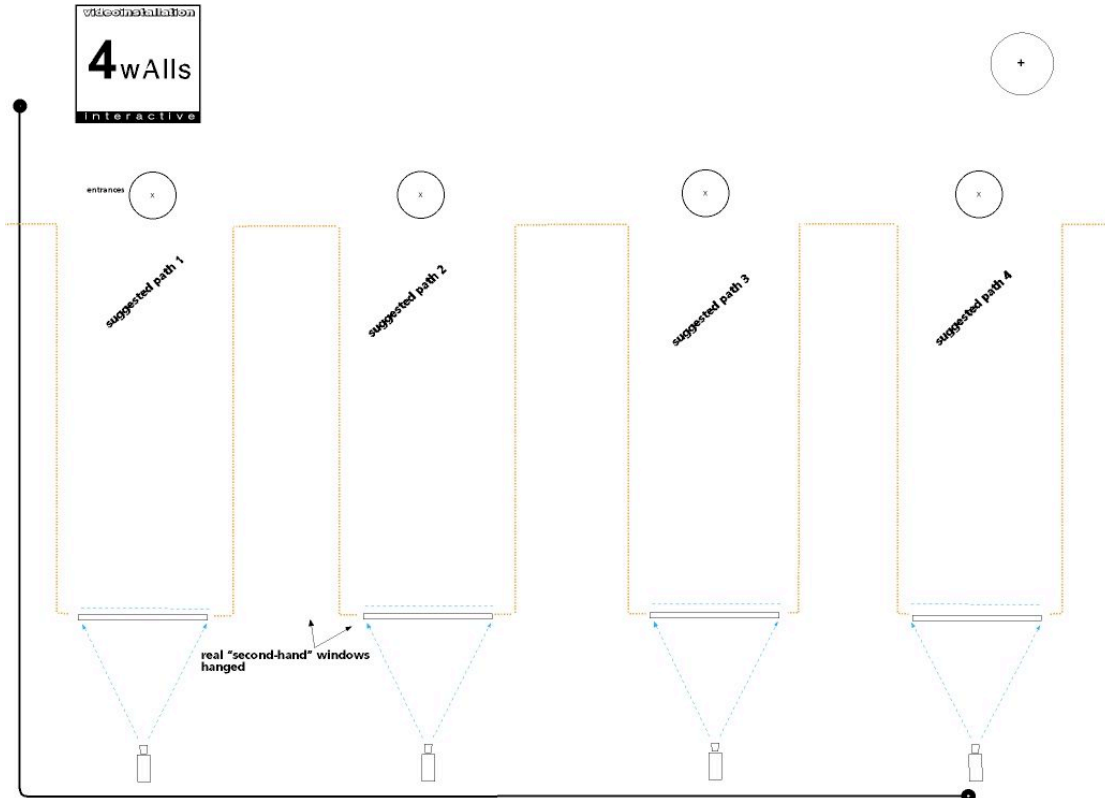 videoinstallation
4wAlls
interactive
entrances
x
x
x
x
+
suggested path 1
suggested path 2
suggested path 3
suggested path 4
real "second-hand" windows
hanged